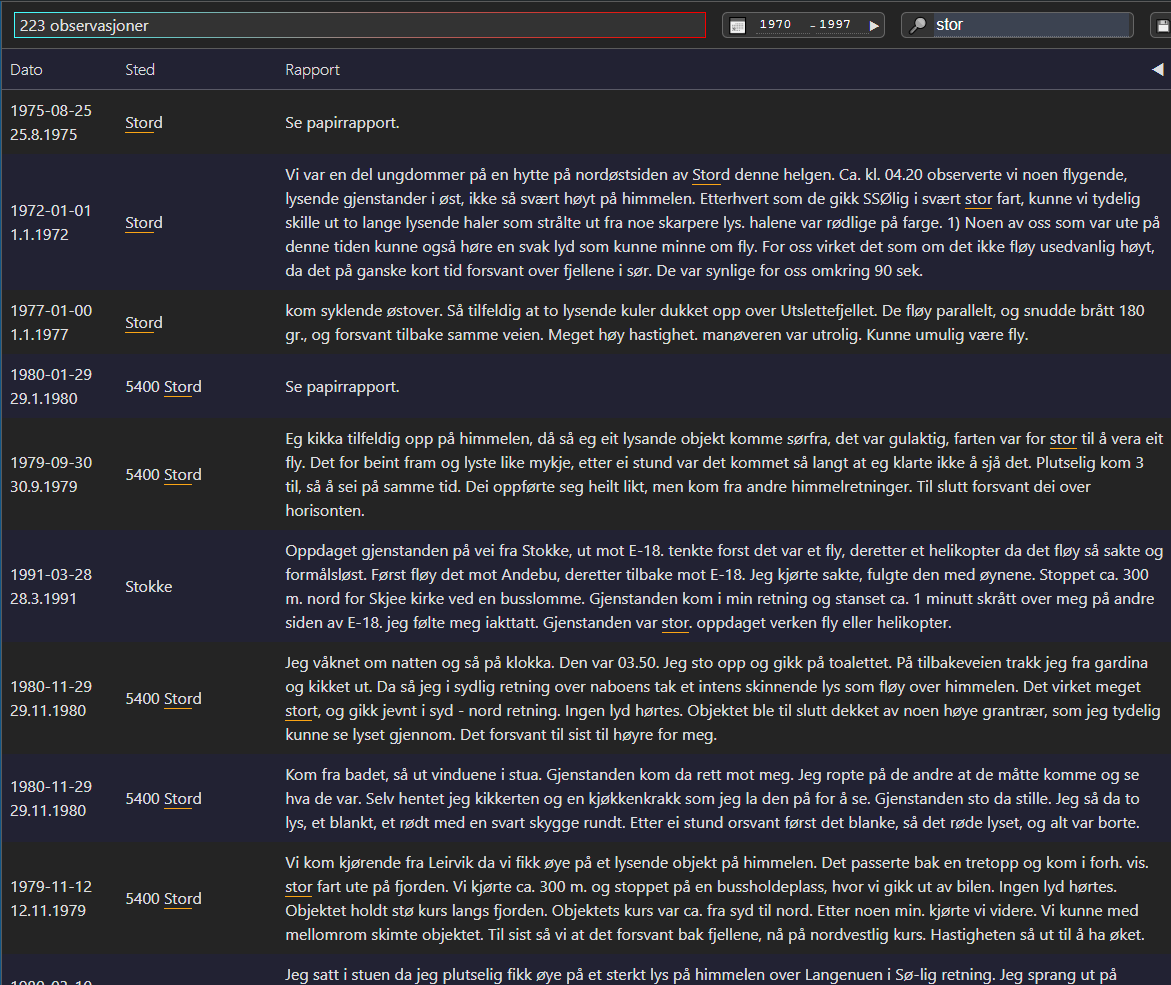 223 observasjoner
1970 - 1997
stor
Dato Sted Rapport
1975-08-25
25.8.1975
Stord
Se papirrapport.
1972-01-01
1.1.1972
Stord
Vi var en del ungdommer på en hytte på nordøstsiden av Stord denne helgen. Ca. kl. 04.20 observerte vi noen flygende,
lysende gjenstander i øst, ikke så svært høyt på himmelen. Etterhvert som de gikk SSØlig i svært stor fart, kunne vi tydelig
skille ut to lange lysende haler som strålte ut fra noe skarpere lys. halene var rødlige på farge. 1) Noen av oss som var ute på
denne tiden kunne også høre en svak lyd som kunne minne om fly. For oss virket det som om det ikke fløy usedvanlig høyt,
da det på ganske kort tid forsvant over fjellene i sør. De var synlige for oss omkring 90 sek.
1977-01-00
1.1.1977
Stord
kom syklende østover. Så tilfeldig at to lysende kuler dukket opp over Utslettefjellet. De fløy parallelt, og snudde brått 180
gr., og forsvant tilbake samme veien. Meget høy hastighet. manøveren var utrolig. Kunne umulig være fly.
1980-01-29
29.1.1980
5400 Stord
Se papirrapport.
1979-09-30
30.9.1979
5400 Stord
Eg kikka tilfeldig opp på himmelen, då så eg eit lysande objekt komme sørfra, det var gulaktig, farten var for stor til å vera eit
fly. Det for beint fram og lyste like mykje, etter ei stund var det kommet så langt at eg klarte ikke å sjå det. Plutselig kom 3
til, så å sei på samme tid. Dei oppførte seg heilt likt, men kom fra andre himmelretninger. Til slutt forsvant dei over
horisonten.
1991-03-28
28.3.1991
Stokke
Oppdaget gjenstanden på vei fra Stokke, ut mot E-18. tenkte forst det var et fly, deretter et helikopter da det fløy så sakte og
formålsløst. Først fløy det mot Andebu, deretter tilbake mot E-18. Jeg kjørte sakte, fulgte den med øynene. Stoppet ca. 300
m. nord for Skjee kirke ved en busslomme. Gjenstanden kom i min retning og stanset ca. 1 minutt skrått over meg på andre
siden av E-18. jeg følte meg iakttatt. Gjenstanden var stor. oppdaget verken fly eller helikopter.
1980-11-29
29.11.1980
5400 Stord
Jeg våknet om natten og så på klokka. Den var 03.50. Jeg sto opp og gikk på toalettet. På tilbakeveien trakk jeg fra gardina
og kikket ut. Da så jeg i sydlig retning over naboens tak et intens skinnende lys som fløy over himmelen. Det virket meget
stort, og gikk jevnt i syd - nord retning. Ingen lyd hørtes. Objektet ble til slutt dekket av noen høye grantrær, som jeg tydelig
kunne se lyset gjennom. Det forsvant til sist til høyre for meg.
1980-11-29
29.11.1980
5400 Stord
Kom fra badet, så ut vinduene i stua. Gjenstanden kom da rett mot meg. Jeg ropte på de andre at de måtte komme og se
hva de var. Selv hentet jeg kikkerten og en kjøkkenkrakk som jeg la den på for å se. Gjenstanden sto da stille. Jeg så da to
lys, et blankt, et rødt med en svart skygge rundt. Etter ei stund orsvant først det blanke, så det røde lyset, og alt var borte.
1979-11-12
12.11.1979
5400 Stord
Vi kom kjørende fra Leirvik da vi fikk øye på et lysende objekt på himmelen. Det passerte bak en tretopp og kom i forh. vis.
stor fart ute på fjorden. Vi kjørte ca. 300 m. og stoppet på en bussholdeplass, hvor vi gikk ut av bilen. Ingen lyd hørtes.
Objektet holdt stø kurs langs fjorden. Objektets kurs var ca. fra syd til nord. Etter noen min. kjørte vi videre. Vi kunne med
mellomrom skimte objektet. Til sist så vi at det forsvant bak fjellene, nå på nordvestlig kurs. Hastigheten så ut til å ha øket.
Jeg satt i stuen da jeg plutselig fikk øye på et sterkt lys på himmelen over Langenuen i Sø-lig retning. Jeg sprang ut på